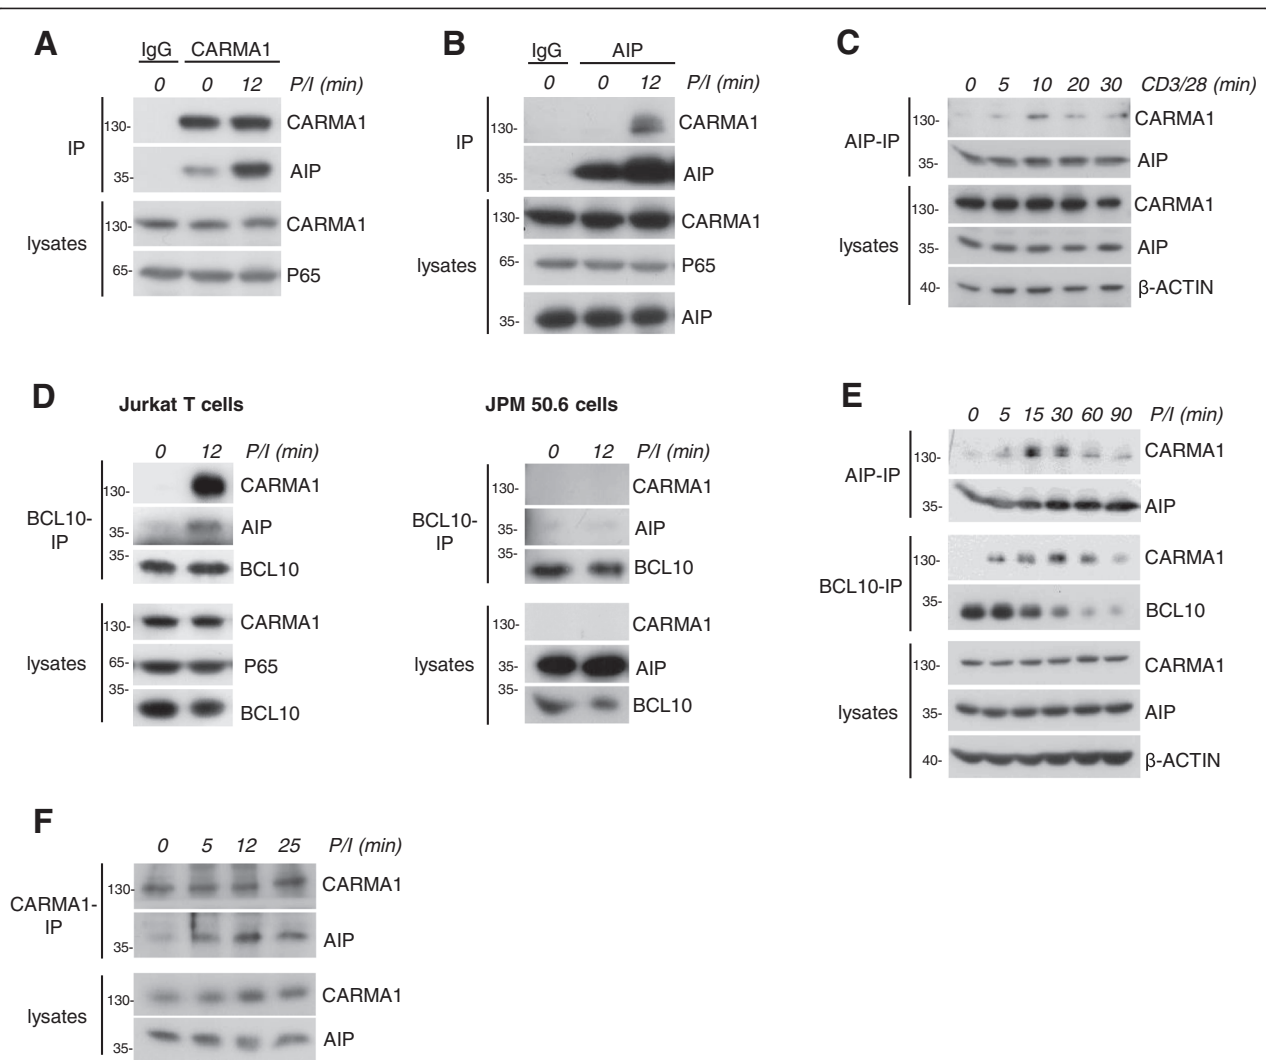 A
IgG CARMA1
0 0 12 P/I (min)
IP
130- CARMA1
35- AIP
lysates
130- CARMA1
65- P65
B
IgG AIP
0 0 12 P/I (min)
IP
130- CARMA1
35- AIP
lysates
130- CARMA1
65- P65
35- AIP
C
0 5 10 20 30 CD3/28 (min)
AIP-IP
130- CARMA1
35- AIP
lysates
130- CARMA1
35- AIP
40- β-ACTIN
D
Jurkat T cells
0 12 P/I (min)
BCL10-
IP
130- CARMA1
35- AIP
35- BCL10
lysates
130- CARMA1
65- P65
35- BCL10
JPM 50.6 cells
0 12 P/I (min)
BCL10-
IP
130- CARMA1
35- AIP
35- BCL10
lysates
130- CARMA1
35- AIP
35- BCL10
E
0 5 15 30 60 90 P/I (min)
AIP-IP
130- CARMA1
35- AIP
BCL10-IP
130- CARMA1
35- BCL10
lysates
130- CARMA1
35- AIP
40- β-ACTIN
F
0 5 12 25 P/I (min)
CARMA1-
IP
130- CARMA1
35- AIP
lysates
130- CARMA1
35- AIP